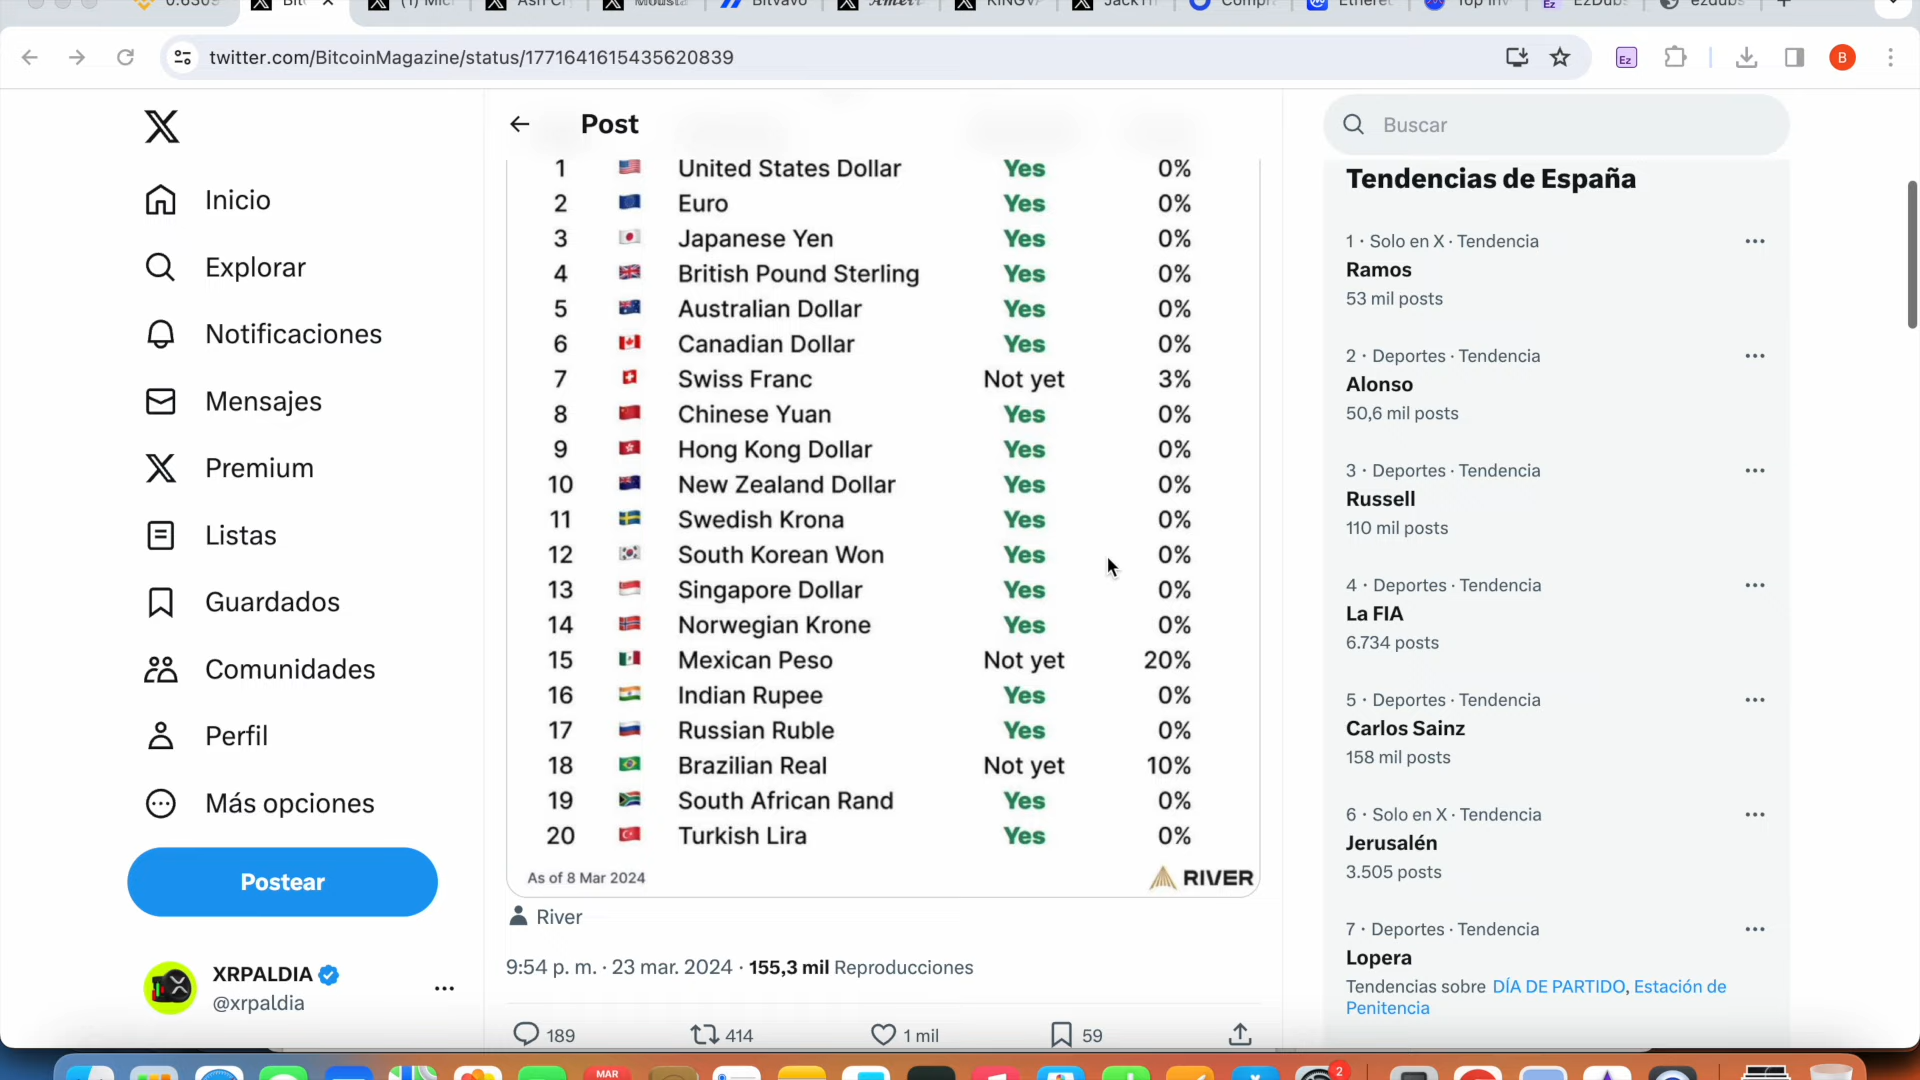 twitter.com/BitcoinMagazine/status/1771641615435620839
Ez
B
Inicio
Explorar
Notificaciones
Mensajes
Premium
Listas
Guardados
Comunidades
Perfil
Más opciones
Postear
XRPALDIA
@xrpaldia
Post
1 United States Dollar Yes 0%
2 Euro Yes 0%
3 Japanese Yen Yes 0%
4 British Pound Sterling Yes 0%
5 Australian Dollar Yes 0%
6 Canadian Dollar Yes 0%
7 Swiss Franc Not yet 3%
8 Chinese Yuan Yes 0%
9 Hong Kong Dollar Yes 0%
10 New Zealand Dollar Yes 0%
11 Swedish Krona Yes 0%
12 South Korean Won Yes 0%
13 Singapore Dollar Yes 0%
14 Norwegian Krone Yes 0%
15 Mexican Peso Not yet 20%
16 Indian Rupee Yes 0%
17 Russian Ruble Yes 0%
18 Brazilian Real Not yet 10%
19 South African Rand Yes 0%
20 Turkish Lira Yes 0%
As of 8 Mar 2024 RIVER
River
9:54 p. m. · 23 mar. 2024 · 155,3 mil Reproducciones
189 414 1 mil 59
Buscar
Tendencias de España
1 · Solo en X · Tendencia
Ramos
53 mil posts
2 · Deportes · Tendencia
Alonso
50,6 mil posts
3 · Deportes · Tendencia
Russell
110 mil posts
4 · Deportes · Tendencia
La FIA
6.734 posts
5 · Deportes · Tendencia
Carlos Sainz
158 mil posts
6 · Solo en X · Tendencia
Jerusalén
3.505 posts
7 · Deportes · Tendencia
Lopera
Tendencias sobre DÍA DE PARTIDO, Estación de
Penitencia
MAR
2